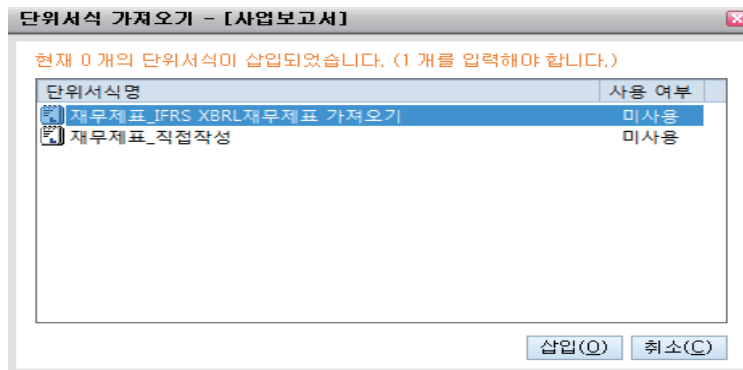 단위서식 가져오기 - [사업보고서]
현재 0 개의 단위서식이 삽입되었습니다. (1 개를 입력해야 합니다.)
단위서식명 사용 여부
재무제표_IFRS XBRL재무제표 가져오기 미사용
재무제표_직접작성 미사용
삽입(O) 취소(C)